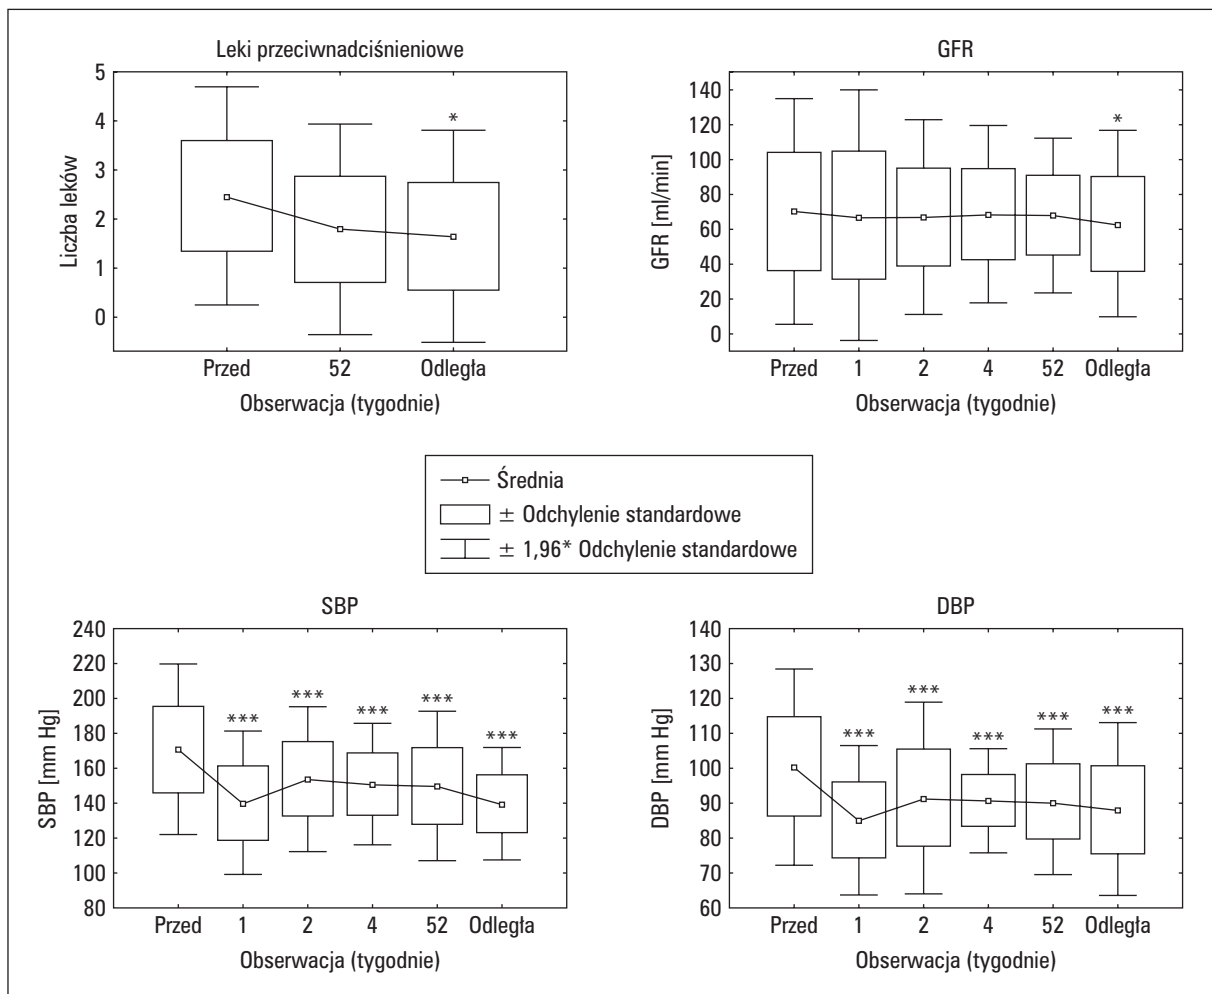 Leki przeciwnadciśnieniowe
Liczba leków
5
4
3
2
1
0
*
Przed 52 Odległa
Obserwacja (tygodnie)
GFR
GFR [ml/min]
140
120
100
80
60
40
20
0
*
Przed 1 2 4 52 Odległa
Obserwacja (tygodnie)
Średnia
± Odchylenie standardowe
± 1,96* Odchylenie standardowe
SBP
SBP [mm Hg]
240
220
200
180
160
140
120
100
80
*** *** *** *** ***
Przed 1 2 4 52 Odległa
Obserwacja (tygodnie)
DBP
DBP [mm Hg]
140
130
120
110
100
90
80
70
60
*** *** *** *** ***
Przed 1 2 4 52 Odległa
Obserwacja (tygodnie)